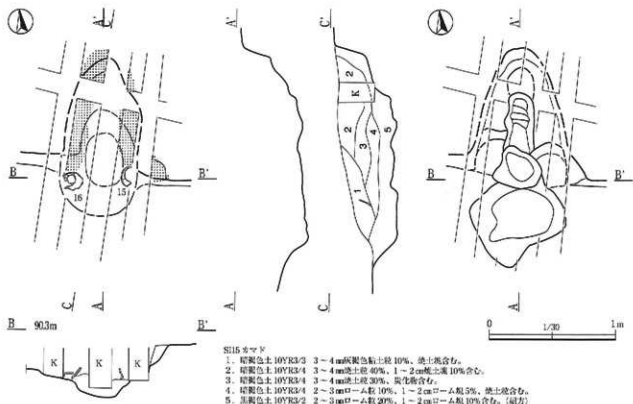 A' C' A'
A' C' A'
2
K
2 4 5
3
1
B B' B B'
16 15
C A A C A
B 90.3m B'
K K K
0 1/30 1m
SI15 カマド
1. 暗褐色土 10YR3/3 3～4㎜灰褐色粘土粒10%、焼土塊含む。
2. 暗褐色土 10YR3/4 3～4㎜焼土粒40%、1～2㎝焼土塊10%含む。
3. 暗褐色土 10YR3/4 3～4㎜焼土粒30%、炭化物含む。
4. 暗褐色土 10YR3/4 2～3㎜ローム粒10%、1～2㎝ローム塊5%、焼土粒含む。
5. 黒褐色土 10YR3/2 2～3㎜ローム粒20%、1～2㎝ローム塊10%含む。（掘方）